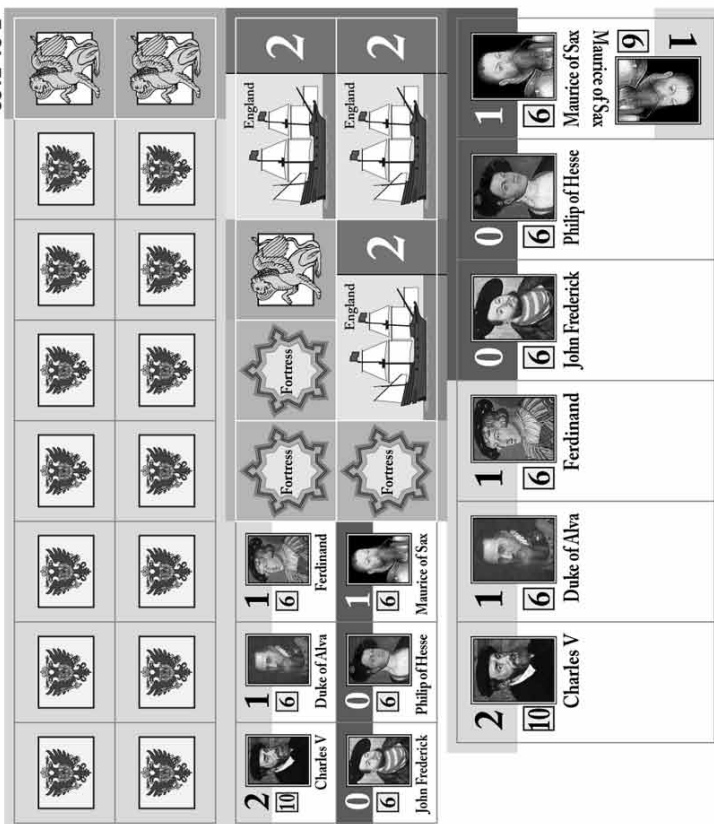 2
10
Charles V
1
6
Duke of Alva
1
6
Ferdinand
Fortress
Fortress
England
2
0
6
John Frederick
0
6
Philip of Hesse
1
6
Maurice of Sax
Fortress
England
2
England
2
2
10
Charles V
1
6
Duke of Alva
1
6
Ferdinand
0
6
John Frederick
0
6
Philip of Hesse
1
6
Maurice of Sax
1
6
Maurice of Sax